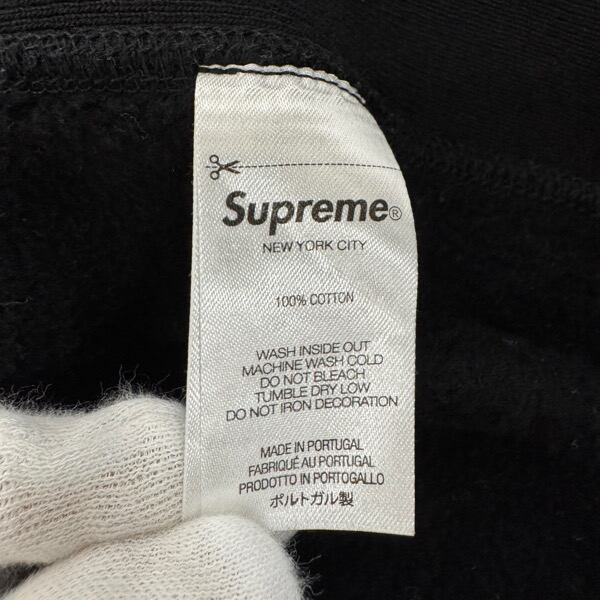 Supreme®
NEW YORK CITY
100% COTTON
WASH INSIDE OUT
MACHINE WASH COLD
DO NOT BLEACH
TUMBLE DRY LOW
DO NOT IRON DECORATION
MADE IN PORTUGAL
FABRIQUÉ AU PORTUGAL
PRODOTTO IN PORTOGALLO
ポルトガル製